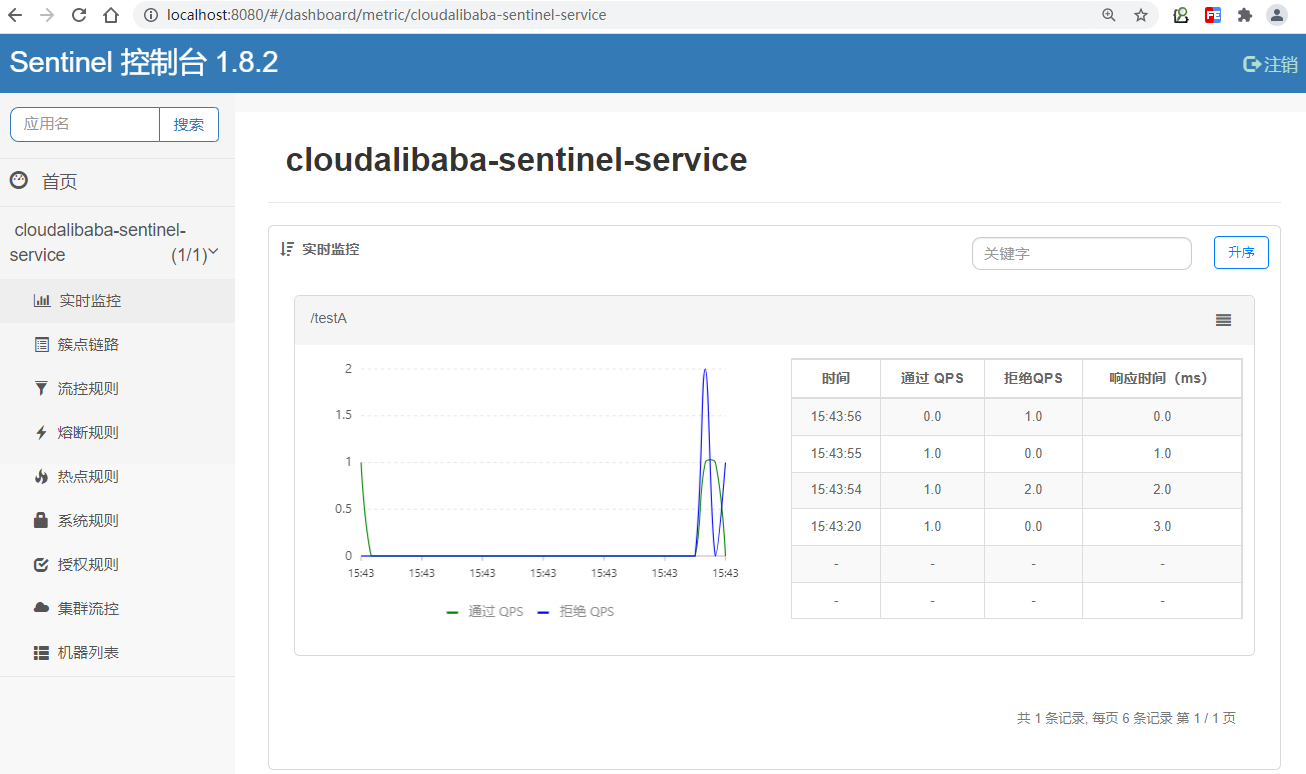 localhost:8080/#/dashboard/metric/cloudalibaba-sentinel-service
Sentinel 控制台 1.8.2
注销
应用名
搜索
首页
cloudalibaba-sentinel-
service (1/1)
实时监控
簇点链路
流控规则
熔断规则
热点规则
系统规则
授权规则
集群流控
机器列表
cloudalibaba-sentinel-service
实时监控
关键字
升序
/testA
2
1.5
1
0.5
0
15:43 15:43 15:43 15:43 15:43 15:43 15:43
通过 QPS 拒绝 QPS
时间 通过 QPS 拒绝QPS 响应时间（ms）
15:43:56 0.0 1.0 0.0
15:43:55 1.0 0.0 1.0
15:43:54 1.0 2.0 2.0
15:43:20 1.0 0.0 3.0
- - - -
- - - -
共 1 条记录, 每页 6 条记录 第 1 / 1 页